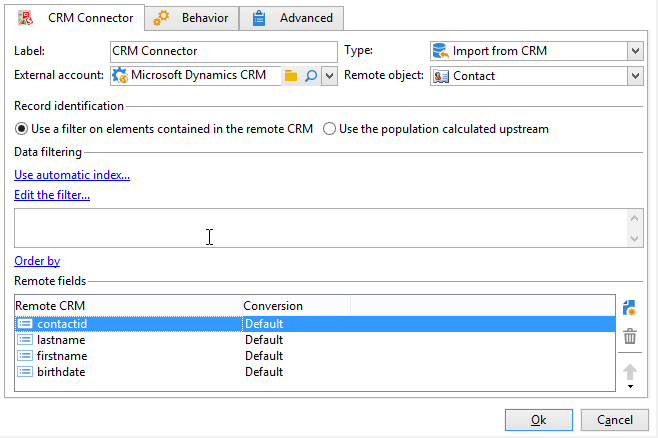 CRM Connector Behavior Advanced
Label: CRM Connector Type: Import from CRM
External account: Microsoft Dynamics CRM Remote object: Contact
Record identification
Use a filter on elements contained in the remote CRM Use the population calculated upstream
Data filtering
Use automatic index...
Edit the filter...
Order by
Remote fields
Remote CRM Conversion
contactid Default
lastname Default
firstname Default
birthdate Default
Ok Cancel